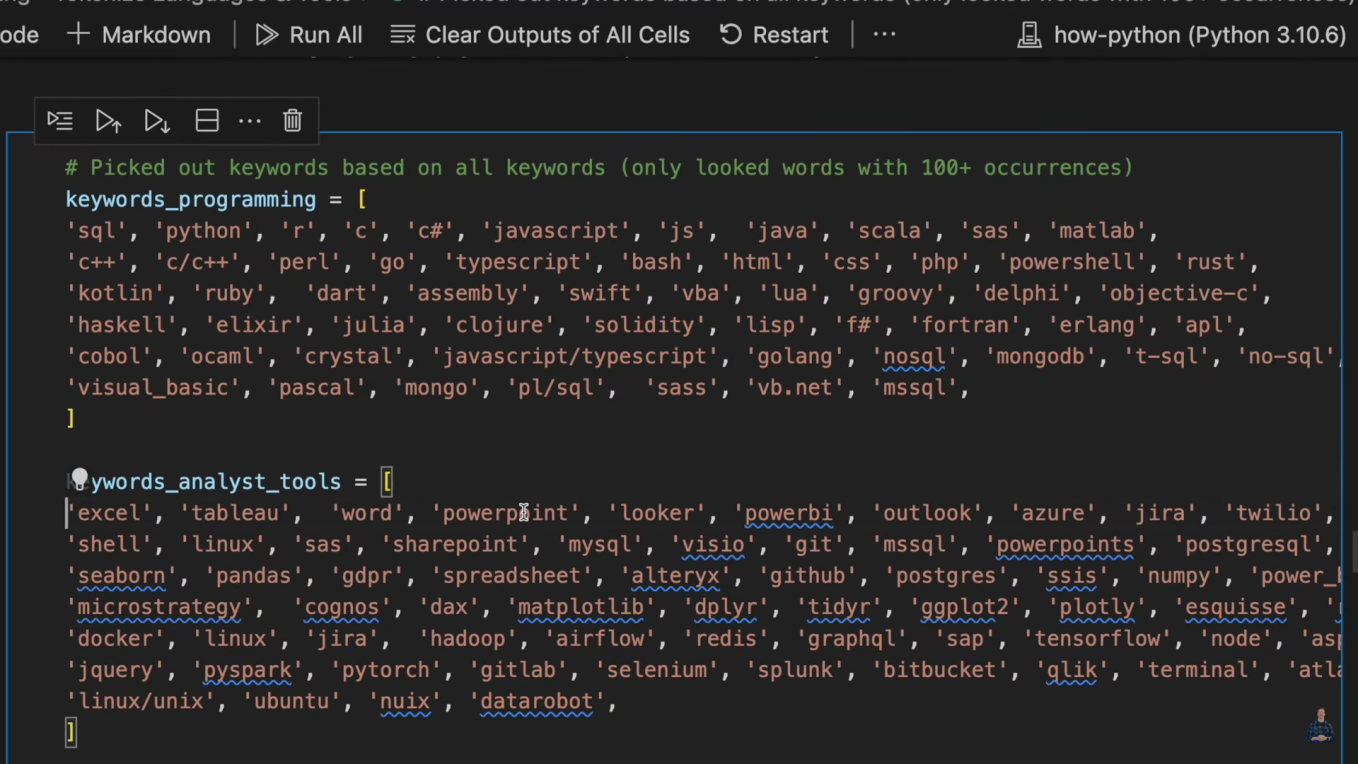 ode Markdown Run All Clear Outputs of All Cells Restart ··· how-python (Python 3.10.6)
# Picked out keywords based on all keywords (only looked words with 100+ occurrences)
keywords_programming = [
'sql', 'python', 'r', 'c', 'c#', 'javascript', 'js',  'java', 'scala', 'sas', 'matlab',
'c++', 'c/c++', 'perl', 'go', 'typescript', 'bash', 'html', 'css', 'php', 'powershell', 'rust',
'kotlin', 'ruby',  'dart', 'assembly', 'swift', 'vba', 'lua', 'groovy', 'delphi', 'objective-c',
'haskell', 'elixir', 'julia', 'clojure', 'solidity', 'lisp', 'f#', 'fortran', 'erlang', 'apl',
'cobol', 'ocaml', 'crystal', 'javascript/typescript', 'golang', 'nosql', 'mongodb', 't-sql', 'no-sql',
'visual_basic', 'pascal', 'mongo', 'pl/sql',  'sass', 'vb.net', 'mssql',
]
keywords_analyst_tools = [
'excel', 'tableau',  'word', 'powerpoint', 'looker', 'powerbi', 'outlook', 'azure', 'jira', 'twilio',
'shell', 'linux', 'sas', 'sharepoint', 'mysql', 'visio', 'git', 'mssql', 'powerpoints', 'postgresql',
'seaborn', 'pandas', 'gdpr', 'spreadsheet', 'alteryx', 'github', 'postgres', 'ssis', 'numpy', 'power_b
'microstrategy',  'cognos', 'dax', 'matplotlib', 'dplyr', 'tidyr', 'ggplot2', 'plotly', 'esquisse',
'docker', 'linux', 'jira',  'hadoop', 'airflow', 'redis', 'graphql', 'sap', 'tensorflow', 'node', 'asp
'jquery', 'pyspark', 'pytorch', 'gitlab', 'selenium', 'splunk', 'bitbucket', 'qlik', 'terminal', 'atla
'linux/unix', 'ubuntu', 'nuix', 'datarobot',
]